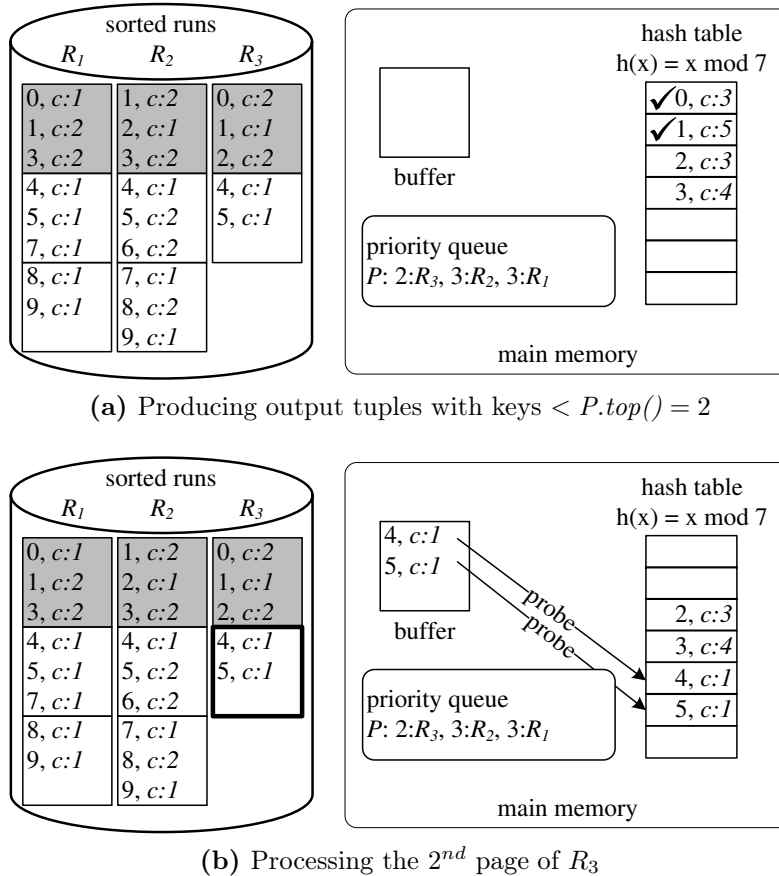 sorted runs
R1 R2 R3
0, c:1 1, c:2 0, c:2
1, c:2 2, c:1 1, c:1
3, c:2 3, c:2 2, c:2
4, c:1 4, c:1 4, c:1
5, c:1 5, c:2 5, c:1
7, c:1 6, c:2
8, c:1 7, c:1
9, c:1 8, c:2
9, c:1
buffer
priority queue
P: 2:R3, 3:R2, 3:R1
hash table
h(x) = x mod 7
✓0, c:3
✓1, c:5
2, c:3
3, c:4
main memory
(a) Producing output tuples with keys < P.top() = 2
sorted runs
R1 R2 R3
0, c:1 1, c:2 0, c:2
1, c:2 2, c:1 1, c:1
3, c:2 3, c:2 2, c:2
4, c:1 4, c:1 4, c:1
5, c:1 5, c:2 5, c:1
7, c:1 6, c:2
8, c:1 7, c:1
9, c:1 8, c:2
9, c:1
4, c:1
5, c:1
buffer
probe
probe
priority queue
P: 2:R3, 3:R2, 3:R1
hash table
h(x) = x mod 7
2, c:3
3, c:4
4, c:1
5, c:1
main memory
(b) Processing the 2nd page of R3